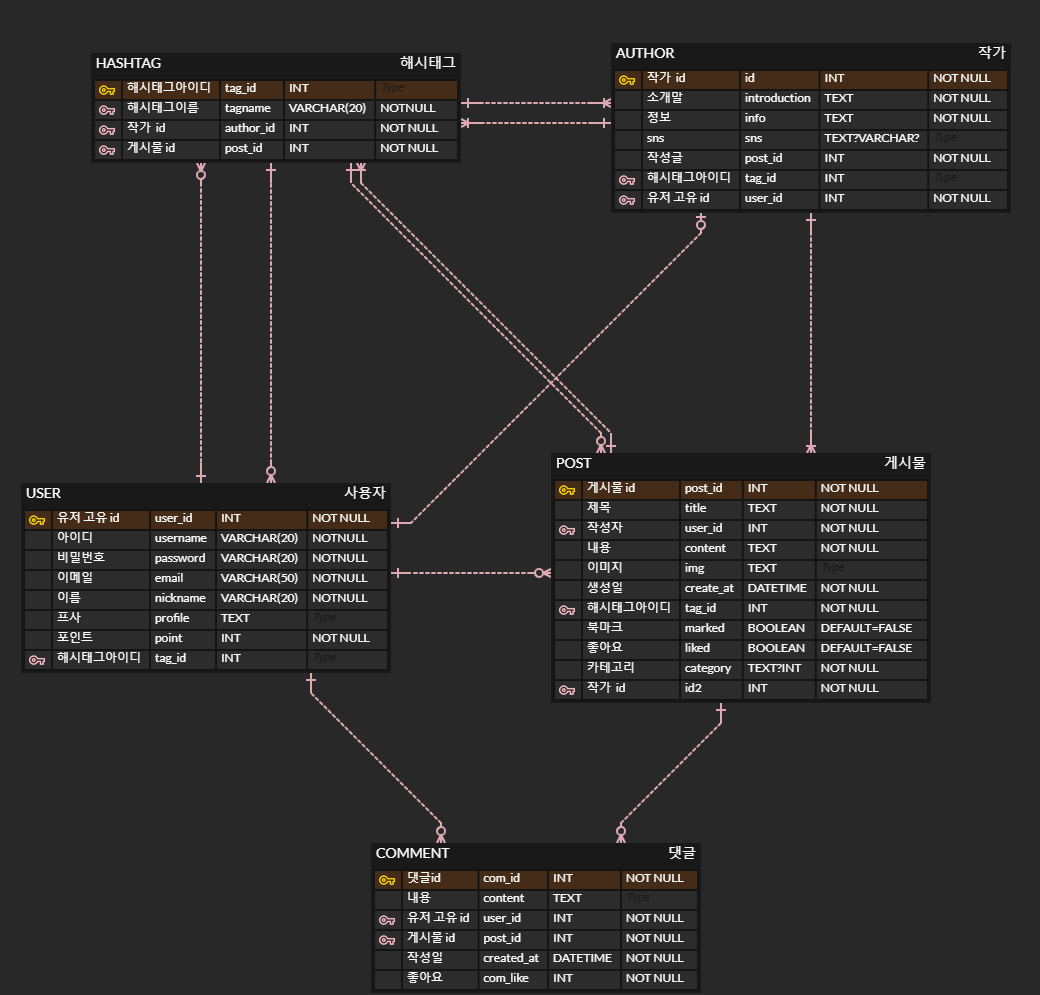 HASHTAG 해시태그
해시태그아이디 tag_id INT Type
해시태그이름 tagname VARCHAR(20) NOTNULL
작가 id author_id INT NOT NULL
게시물 id post_id INT NOT NULL
AUTHOR 작가
작가 id id INT NOT NULL
소개말 introduction TEXT NOT NULL
정보 info TEXT NOT NULL
sns sns TEXT?VARCHAR? Type
작성글 post_id INT NOT NULL
해시태그아이디 tag_id INT Type
유저 고유 id user_id INT NOT NULL
USER 사용자
유저 고유 id user_id INT NOT NULL
아이디 username VARCHAR(20) NOTNULL
비밀번호 password VARCHAR(20) NOTNULL
이메일 email VARCHAR(50) NOTNULL
이름 nickname VARCHAR(20) NOTNULL
프사 profile TEXT Type
포인트 point INT NOT NULL
해시태그아이디 tag_id INT Type
POST 게시물
게시물 id post_id INT NOT NULL
제목 title TEXT NOT NULL
작성자 user_id INT NOT NULL
내용 content TEXT NOT NULL
이미지 img TEXT Type
생성일 create_at DATETIME NOT NULL
해시태그아이디 tag_id INT NOT NULL
북마크 marked BOOLEAN DEFAULT=FALSE
좋아요 liked BOOLEAN DEFAULT=FALSE
카테고리 category TEXT?INT NOT NULL
작가 id id2 INT NOT NULL
COMMENT 댓글
댓글id com_id INT NOT NULL
내용 content TEXT Type
유저 고유 id user_id INT NOT NULL
게시물 id post_id INT NOT NULL
작성일 created_at DATETIME NOT NULL
좋아요 com_like INT NOT NULL